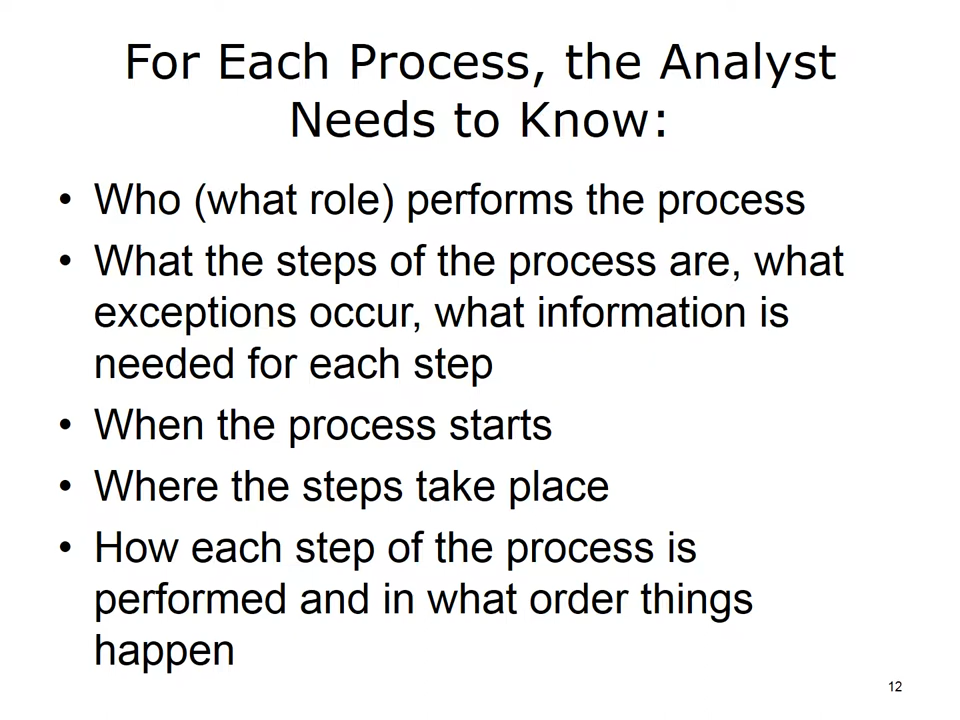 For Each Process, the Analyst
Needs to Know:
• Who (what role) performs the process
• What the steps of the process are, what
exceptions occur, what information is
needed for each step
• When the process starts
• Where the steps take place
• How each step of the process is
performed and in what order things
happen
12